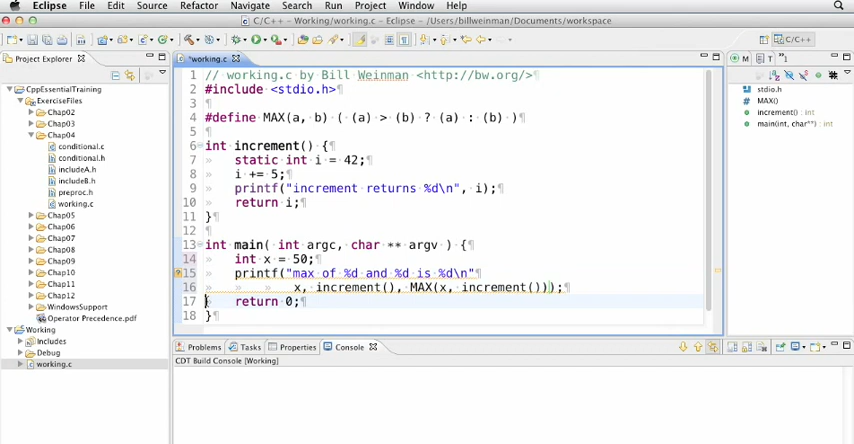 Eclipse File Edit Source Refactor Navigate Search Run Project Window Help
C/C++ - Working/working.c - Eclipse - /Users/billweinman/Documents/workspace
C/C++
Project Explorer
CppEssentialTraining
ExerciseFiles
Chap02
Chap03
Chap04
conditional.c
conditional.h
includeA.h
includeB.h
preproc.h
working.c
Chap05
Chap06
Chap07
Chap08
Chap09
Chap10
Chap11
Chap12
WindowsSupport
Operator Precedence.pdf
Working
Includes
Debug
working.c
*working.c
1 // working.c by Bill Weinman <http://bw.org/>¶
2 #include <stdio.h>¶
3 ¶
4 #define MAX(a, b) ( (a) > (b) ? (a) : (b) )¶
5 ¶
6 int increment() {¶
7 » static int i = 42;¶
8 » i += 5;¶
9 » printf("increment returns %d\n", i);¶
10 » return i;¶
11 }¶
12 ¶
13 int main( int argc, char ** argv ) {¶
14 » int x = 50;¶
15 » printf("max of %d and %d is %d\n"¶
16 » » » x, increment(), MAX(x, increment()));¶
17 » return 0;¶
18 }¶
M T »1
stdio.h
MAX()
increment() : int
main(int, char**) : int
Problems Tasks Properties Console
CDT Build Console [Working]